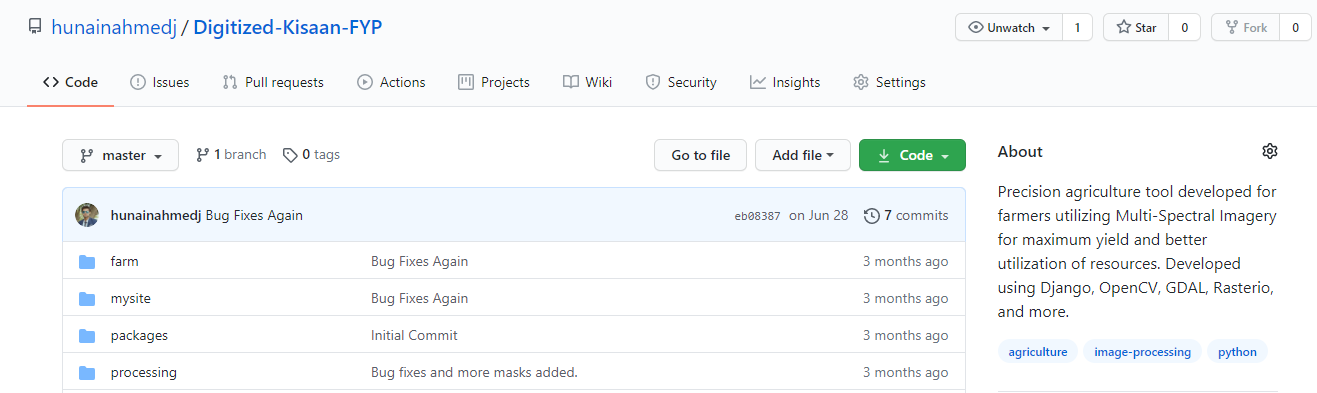 hunainahmedj / Digitized-Kisaan-FYP
Unwatch 1 Star 0 Fork 0
Code Issues Pull requests Actions Projects Wiki Security Insights Settings
master 1 branch 0 tags Go to file Add file Code
hunainahmedj Bug Fixes Again eb08387 on Jun 28 7 commits
farm Bug Fixes Again 3 months ago
mysite Bug Fixes Again 3 months ago
packages Initial Commit 3 months ago
processing Bug fixes and more masks added. 3 months ago
About
Precision agriculture tool developed for
farmers utilizing Multi-Spectral Imagery
for maximum yield and better
utilization of resources. Developed
using Django, OpenCV, GDAL, Rasterio,
and more.
agriculture image-processing python